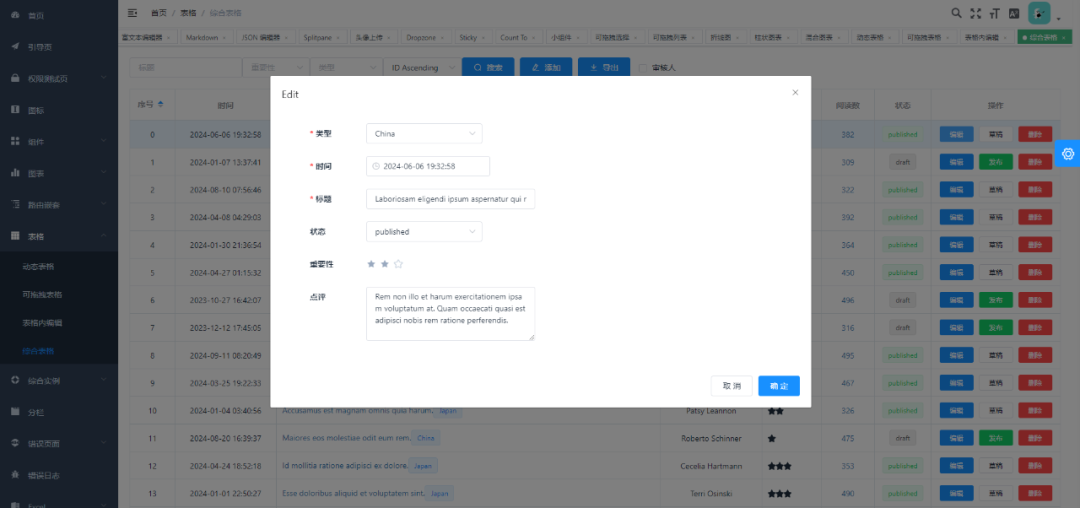 首页
引导页
权限测试页
图标
组件
图表
路由嵌套
表格
动态表格
可拖拽表格
表格内编辑
综合表格
综合实例
分栏
错误页面
错误日志
Excel
首页 / 表格 / 综合表格
富文本编辑器 Markdown JSON 编辑器 Splitpane 头像上传 Dropzone Sticky Count To 小组件 可拖拽选择 可拖拽列表 折线图 柱状图表 混合图表 动态表格 可拖拽表格 表格内编辑 综合表格
标题 重要性 类型 ID Ascending 搜索 添加 导出 审核人
序号 时间 阅读数 状态 操作
0 2024-06-06 19:32:58 382 published 编辑 草稿 删除
1 2024-01-07 13:37:41 309 draft 编辑 发布 删除
2 2024-08-10 07:56:46 322 published 编辑 草稿 删除
3 2024-04-08 04:29:03 392 published 编辑 草稿 删除
4 2024-01-30 21:36:54 364 published 编辑 草稿 删除
5 2024-04-27 01:15:32 450 published 编辑 草稿 删除
6 2023-10-27 16:42:07 496 draft 编辑 发布 删除
7 2023-12-12 17:45:05 316 draft 编辑 发布 删除
8 2024-09-11 08:20:49 495 published 编辑 草稿 删除
9 2024-03-25 19:22:33 467 published 编辑 草稿 删除
10 2024-01-04 03:40:56 Accusamus est magnam omnis quia harum. Japan Patsy Leannon ★★ 326 published 编辑 草稿 删除
11 2024-08-20 16:39:37 Maiores eos molestiae odit eum rem. China Roberto Schinner ★ 475 draft 编辑 发布 删除
12 2024-04-24 18:52:18 Id mollitia ratione adipisci ex dolore. Japan Cecelia Hartmann ★★★ 353 published 编辑 草稿 删除
13 2024-01-01 22:50:27 Esse doloribus aliquid et voluptatem sint. Japan Terri Osinski ★★★ 490 published 编辑 草稿 删除
Edit
* 类型 China
* 时间 2024-06-06 19:32:58
* 标题 Laboriosam eligendi ipsum aspernatur qui r
状态 published
重要性 ★ ★ ☆
点评 Rem non illo et harum exercitationem ipsa
m voluptatum at. Quam occaecati quasi est
adipisci nobis rem ratione perferendis.
取 消 确 定